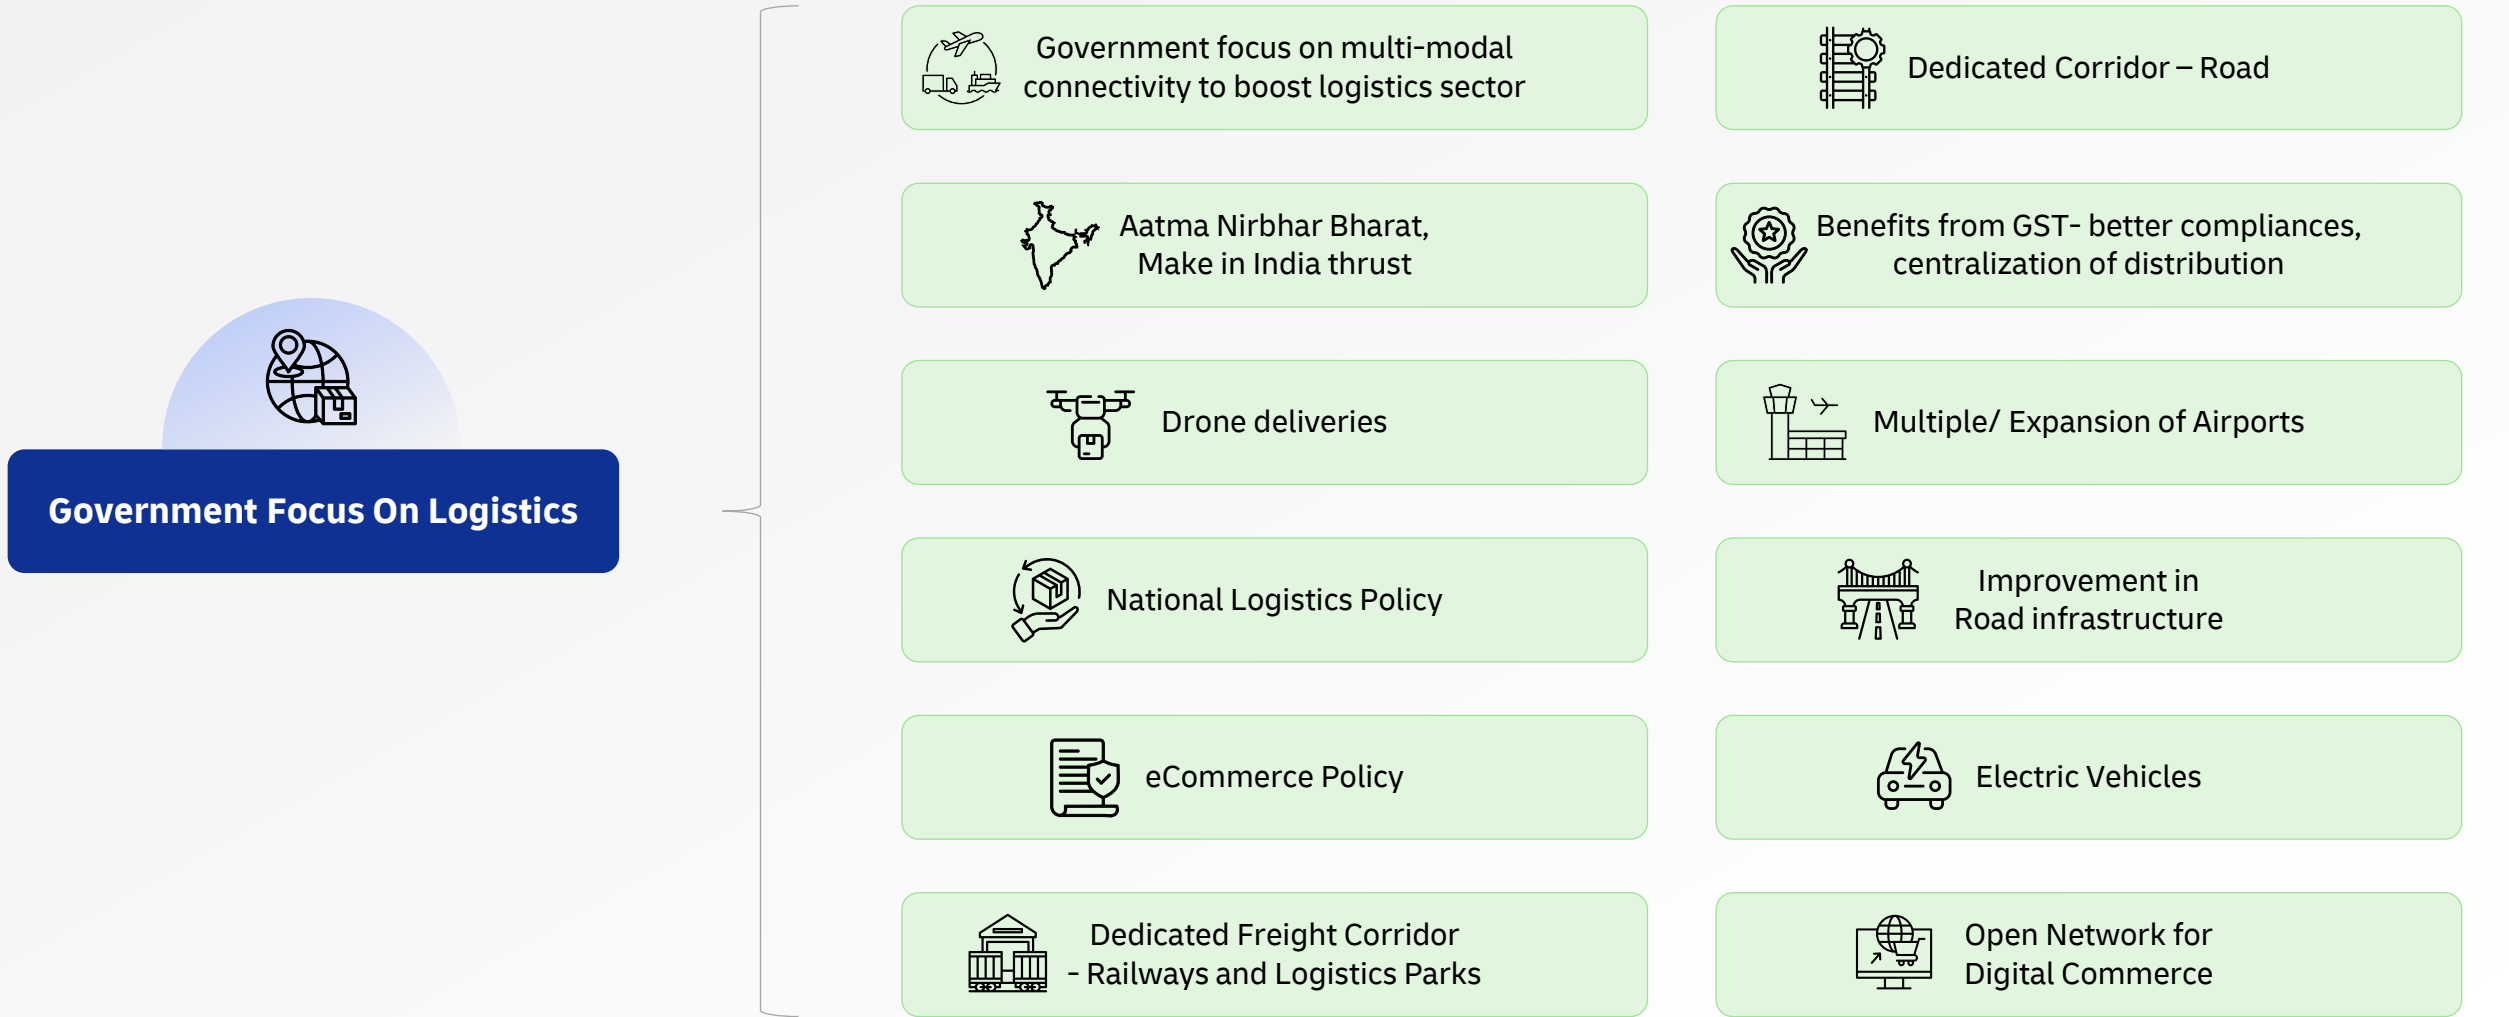 Government Focus On Logistics
Government focus on multi-modal
connectivity to boost logistics sector
Dedicated Corridor – Road
Aatma Nirbhar Bharat,
Make in India thrust
Benefits from GST- better compliances,
centralization of distribution
Drone deliveries
Multiple/ Expansion of Airports
National Logistics Policy
Improvement in
Road infrastructure
eCommerce Policy
Electric Vehicles
Dedicated Freight Corridor
- Railways and Logistics Parks
Open Network for
Digital Commerce